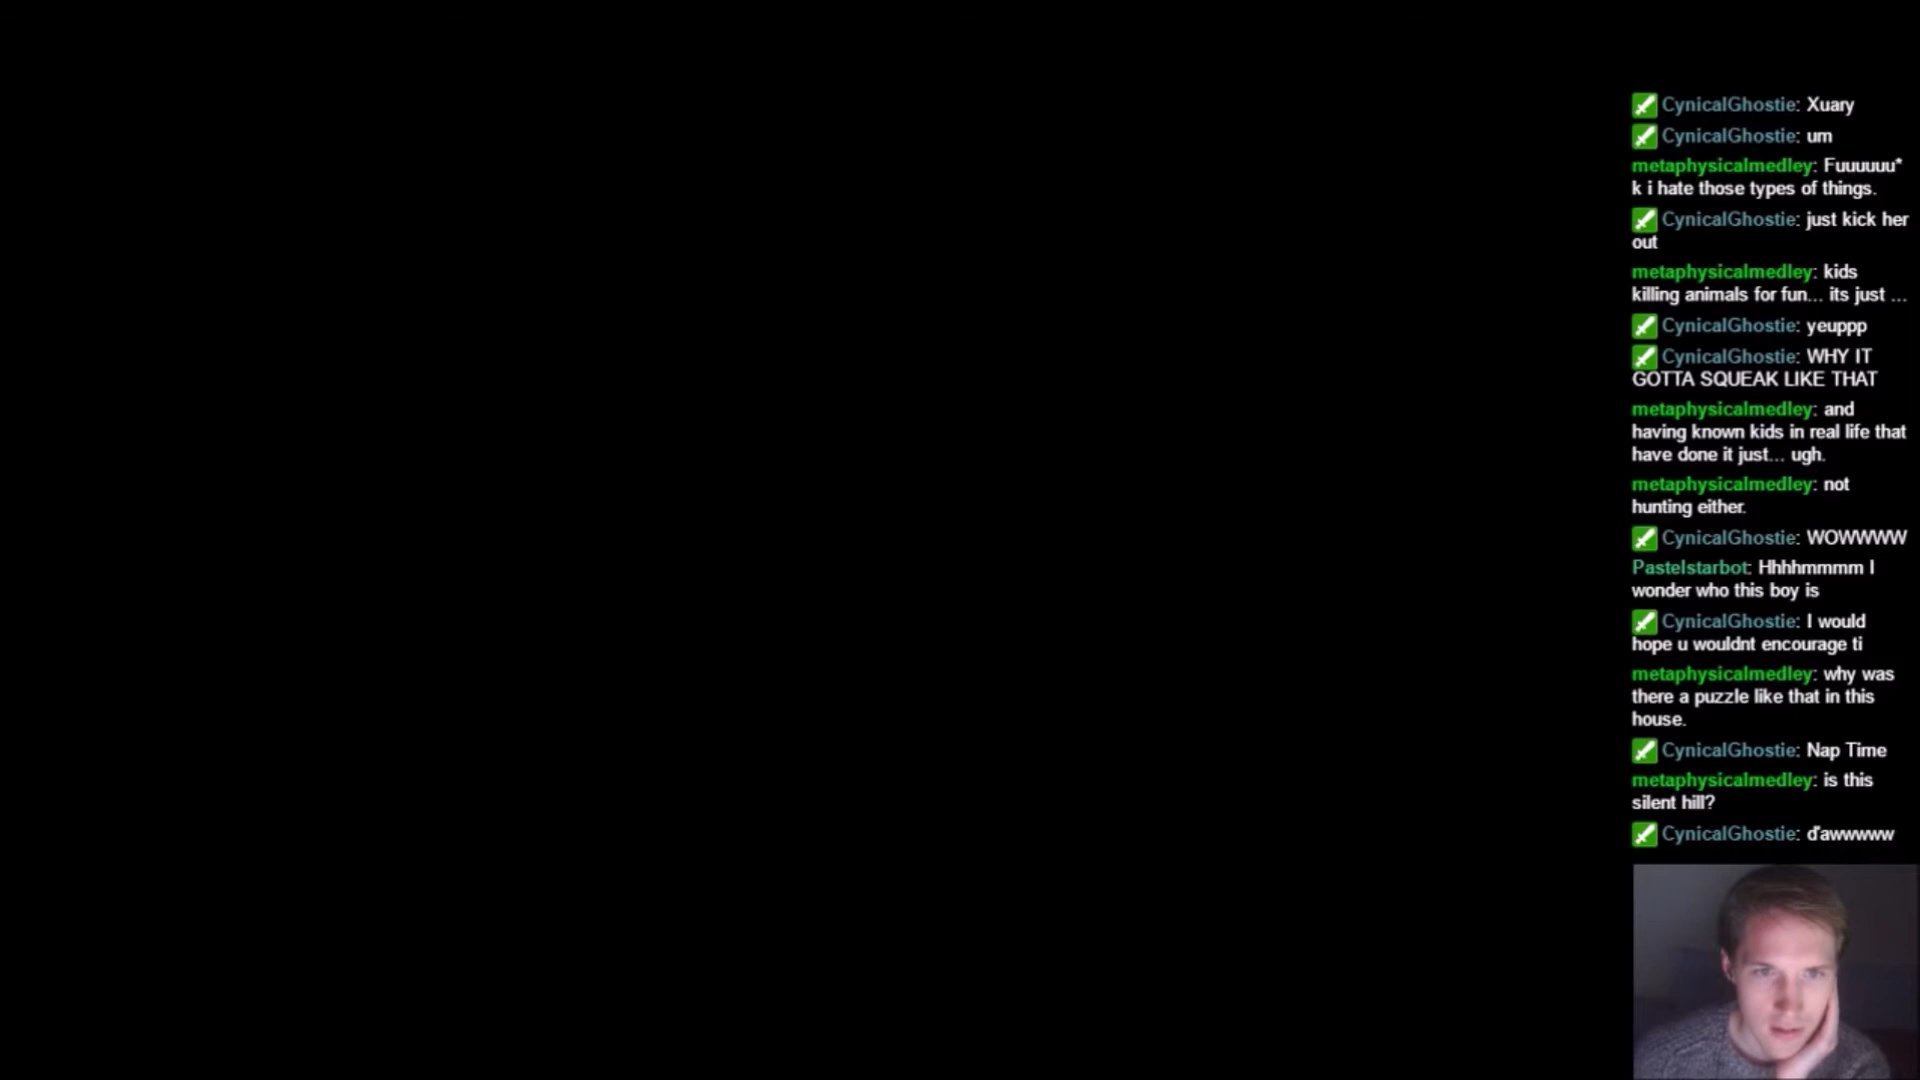 CynicalGhostie: Xuary
CynicalGhostie: um
metaphysicalmedley: Fuuuuuu*
k i hate those types of things.
CynicalGhostie: just kick her
out
metaphysicalmedley: kids
killing animals for fun... its just ...
CynicalGhostie: yeuppp
CynicalGhostie: WHY IT
GOTTA SQUEAK LIKE THAT
metaphysicalmedley: and
having known kids in real life that
have done it just... ugh.
metaphysicalmedley: not
hunting either.
CynicalGhostie: WOWWWW
Pastelstarbot: Hhhhmmmm I
wonder who this boy is
CynicalGhostie: I would
hope u wouldnt encourage ti
metaphysicalmedley: why was
there a puzzle like that in this
house.
CynicalGhostie: Nap Time
metaphysicalmedley: is this
silent hill?
CynicalGhostie: d'awwwww